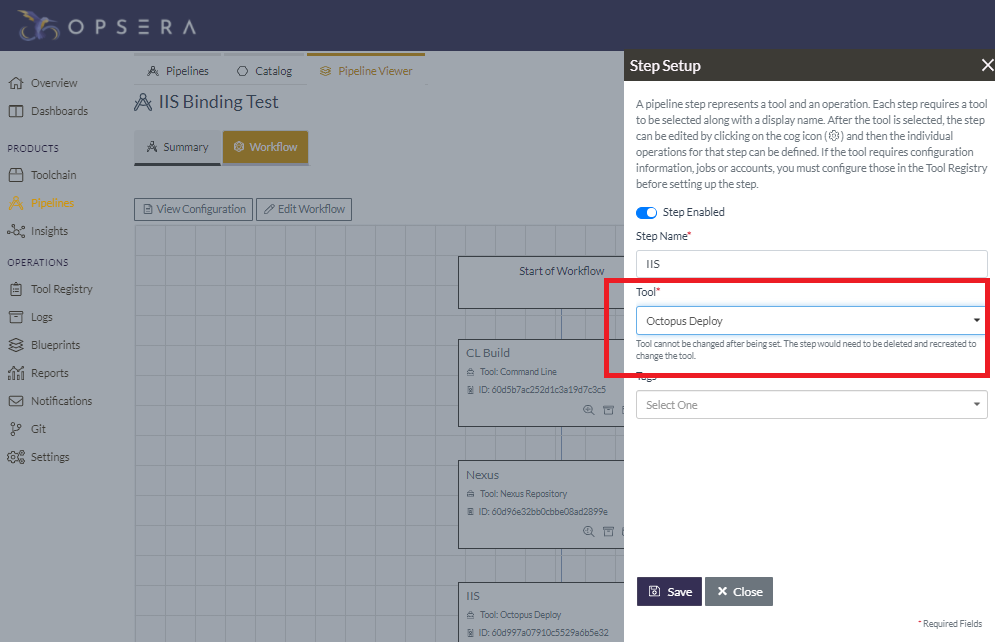 OPSERA
Overview
Dashboards
PRODUCTS
Toolchain
Pipelines
Insights
OPERATIONS
Tool Registry
Logs
Blueprints
Reports
Notifications
Git
Settings
Pipelines
Catalog
Pipeline Viewer
IIS Binding Test
Summary
Workflow
View Configuration
Edit Workflow
Start of Workflow
CL Build
Tool: Command Line
ID: 60d5b7ac252d1c3a19d7c3c5
Nexus
Tool: Nexus Repository
ID: 60d96e32bb0cbbe08ad2899e
IIS
Tool: Octopus Deploy
ID: 60d997a07910c5529a6b5e32
Step Setup
A pipeline step represents a tool and an operation. Each step requires a tool
to be selected along with a display name. After the tool is selected, the step
can be edited by clicking on the cog icon ( ) and then the individual
operations for that step can be defined. If the tool requires configuration
information, jobs or accounts, you must configure those in the Tool Registry
before setting up the step.
Step Enabled
Step Name*
IIS
Tool*
Octopus Deploy
Tool cannot be changed after being set. The step would need to be deleted and recreated to
change the tool.
Tags
Select One
Save
Close
* Required Fields